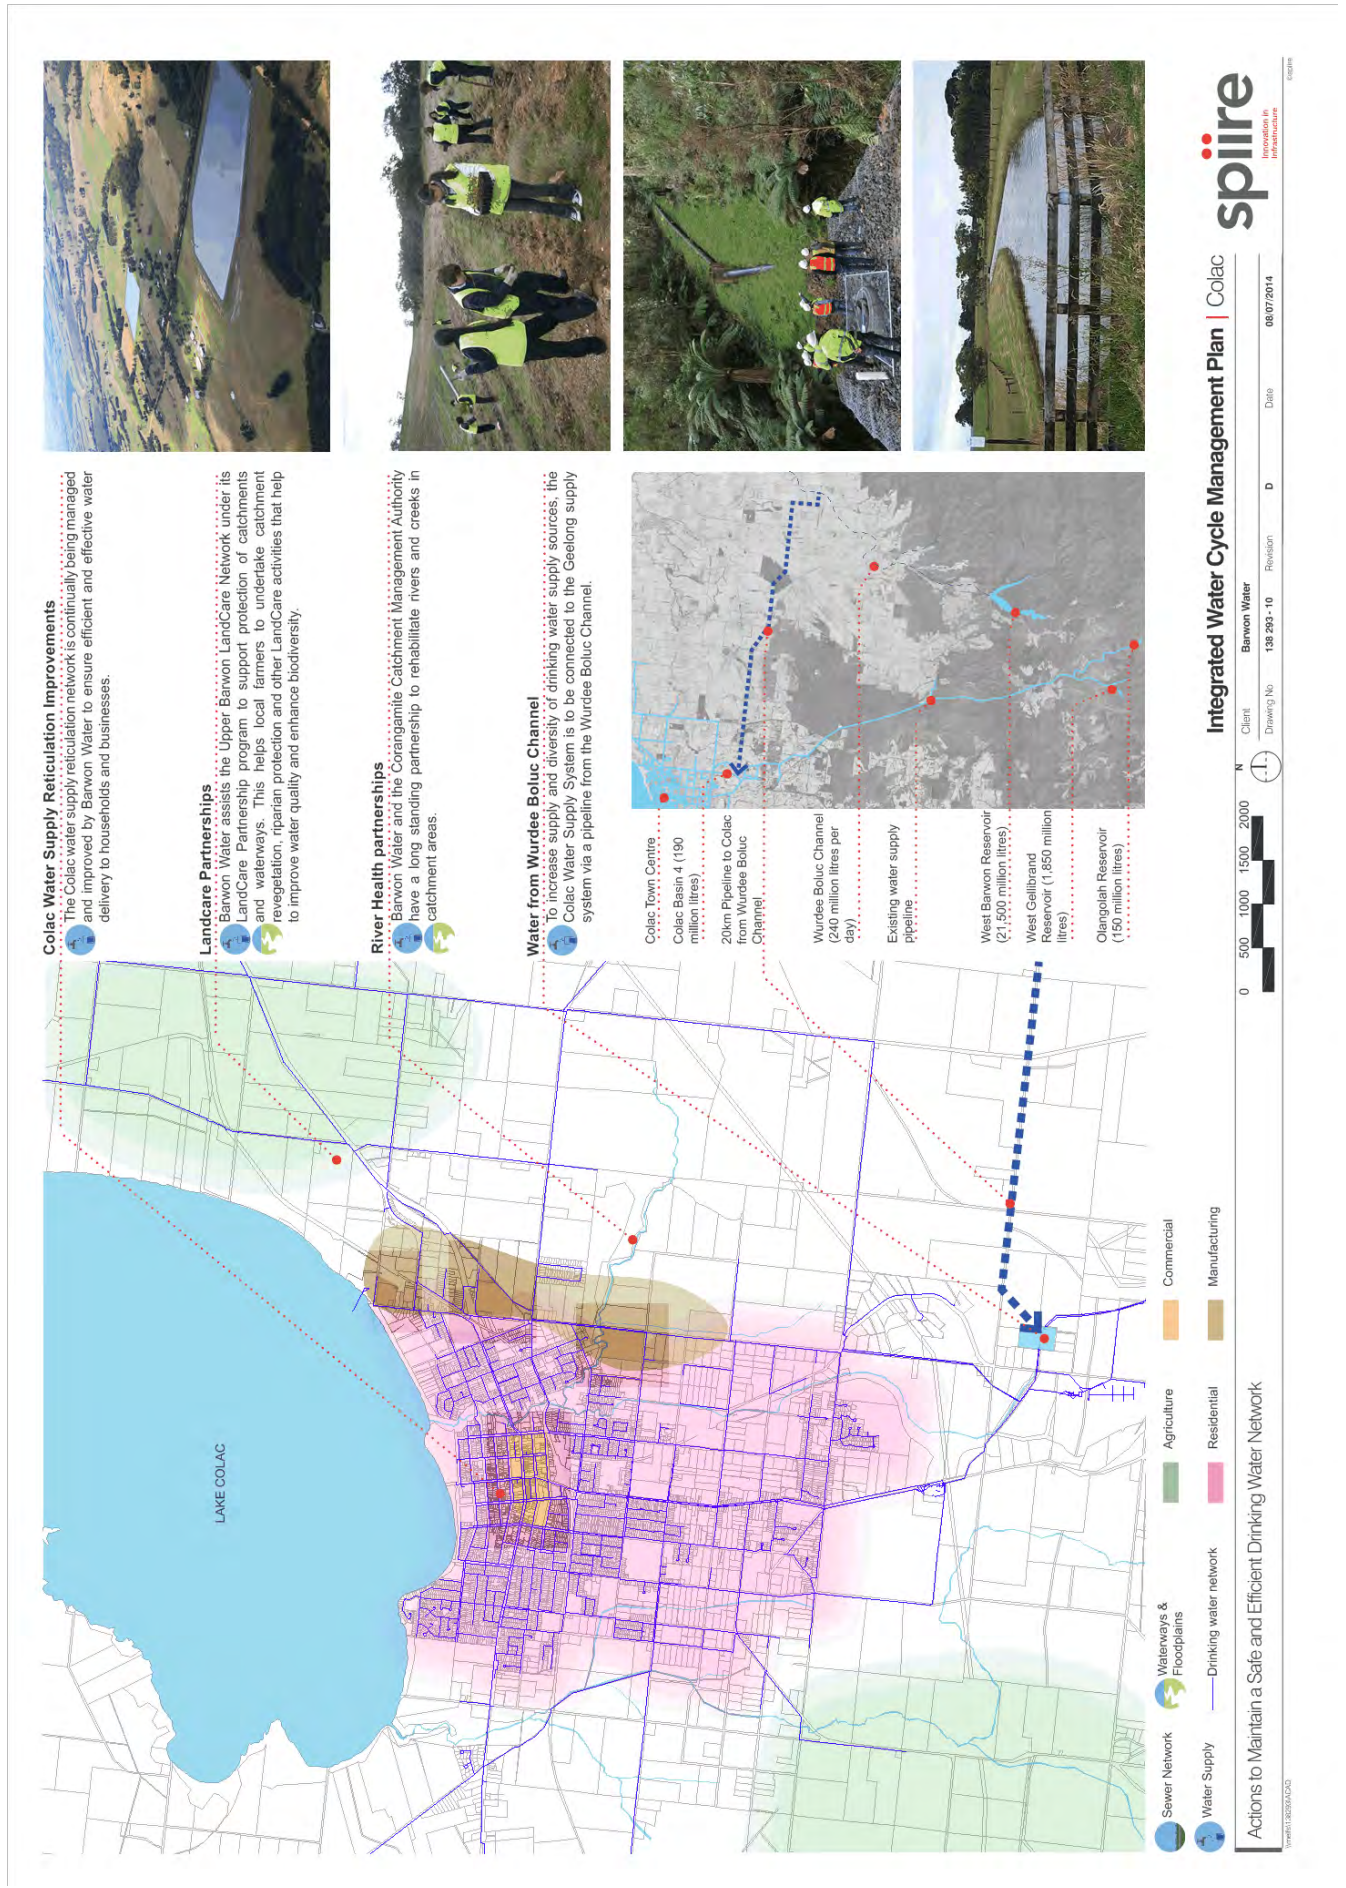 LAKE COLAC
Colac Water Supply Reticulation Improvements
The Colac water supply reticulation network is continually being managed
and improved by Barwon Water to ensure efficient and effective water
delivery to households and businesses.
Landcare Partnerships
Barwon Water assists the Upper Barwon LandCare Network under its
LandCare Partnership program to support protection of catchments
and waterways. This helps local farmers to undertake catchment
revegetation, riparian protection and other LandCare activities that help
to improve water quality and enhance biodiversity.
River Health partnerships
Barwon Water and the Corangamite Catchment Management Authority
have a long standing partnership to rehabilitate rivers and creeks in
catchment areas.
Water from Wurdee Boluc Channel
To increase supply and diversity of drinking water supply sources, the
Colac Water Supply System is to be connected to the Geelong supply
system via a pipeline from the Wurdee Boluc Channel.
Colac Town Centre
Colac Basin 4 (190
million litres)
20km Pipeline to Colac
from Wurdee Boluc
Channel
Wurdee Boluc Channel
(240 million litres per
day)
Existing water supply
pipeline
West Barwon Reservoir
(21,500 million litres)
West Gellibrand
Reservoir (1,850 million
litres)
Olangolah Reservoir
(150 million litres)
Sewer Network
Waterways &
Floodplains
Agriculture
Commercial
Water Supply
Drinking water network
Residential
Manufacturing
0 500 1000 1500 2000
N
Actions to Maintain a Safe and Efficient Drinking Water Network
Integrated Water Cycle Management Plan | Colac
Client Barwon Water
Drawing No 138 293 - 10 Revision D Date 08/07/2014
spiire
Innovation in
Infrastructure
©spiire